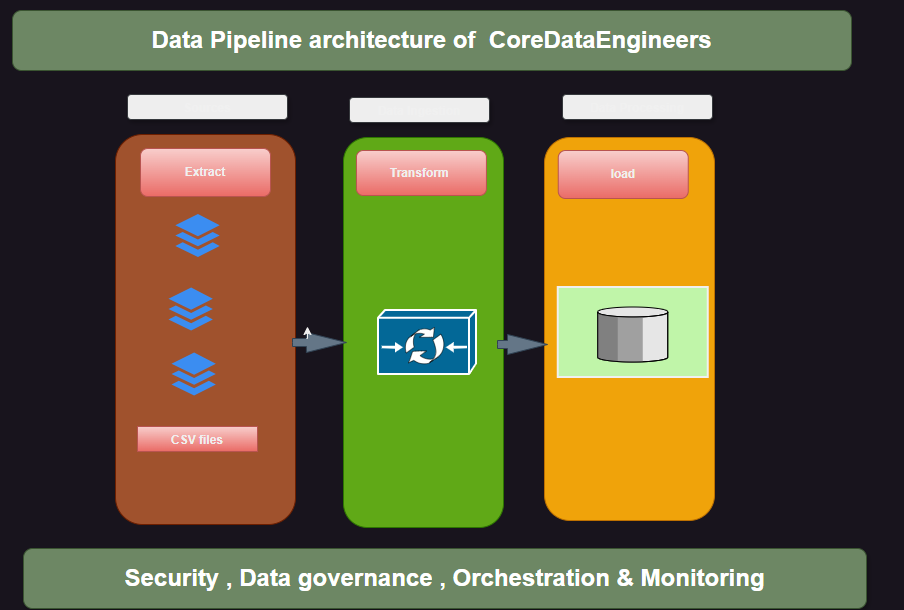 Data Pipeline architecture of  CoreDataEngineers
Extract
Transform
load
CSV files
Security , Data governance , Orchestration & Monitoring